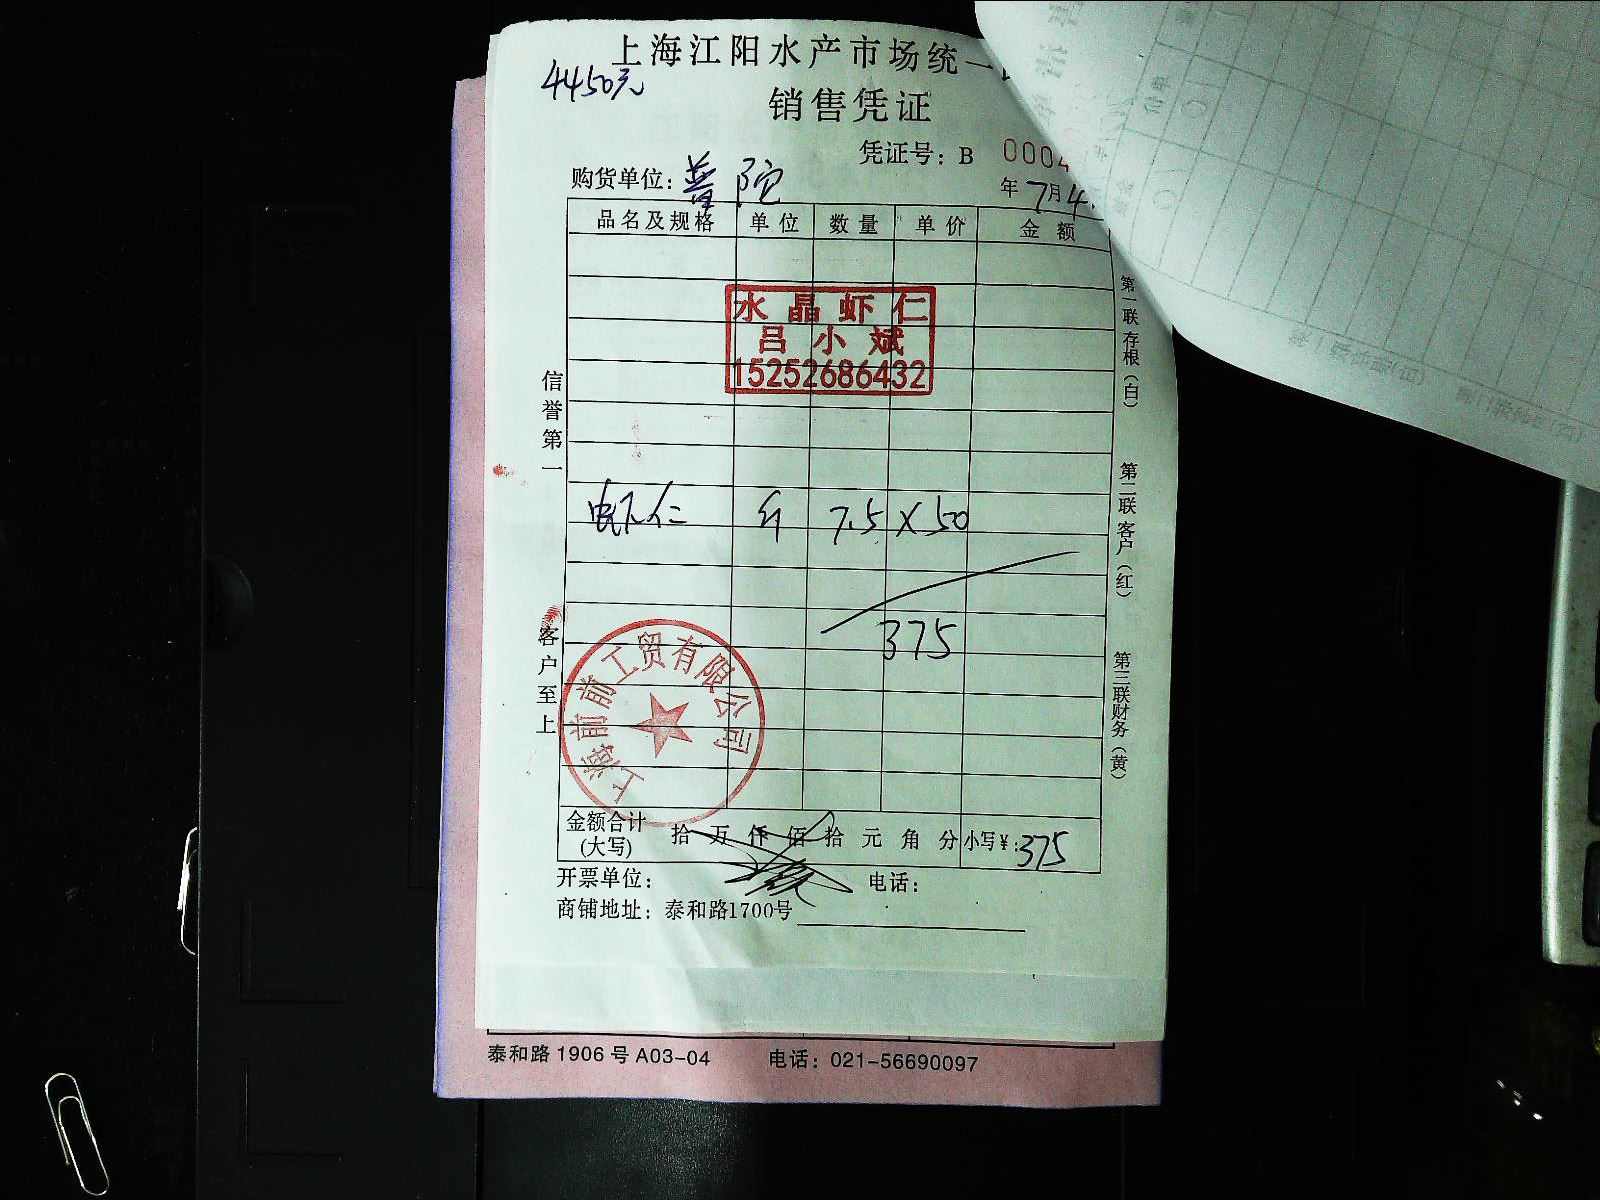 上海江阳水产市场统一
4450元
销售凭证
凭证号：B 0004
购货单位：普陀
年 7月4
品名及规格 单位 数量 单价 金额
水晶虾仁
吕小斌
15252686432
虾仁 斤 7.5 × 50
375
上海前前工贸有限公司
金额合计 拾 万 仟 佰 拾 元 角 分 小写￥：375
(大写)
开票单位： 电话：
商铺地址：泰和路1700号
信誉第一
客户至上
第一联存根（白）
第二联客户（红）
第三联财务（黄）
泰和路 1906 号 A03-04 电话：021-56690097